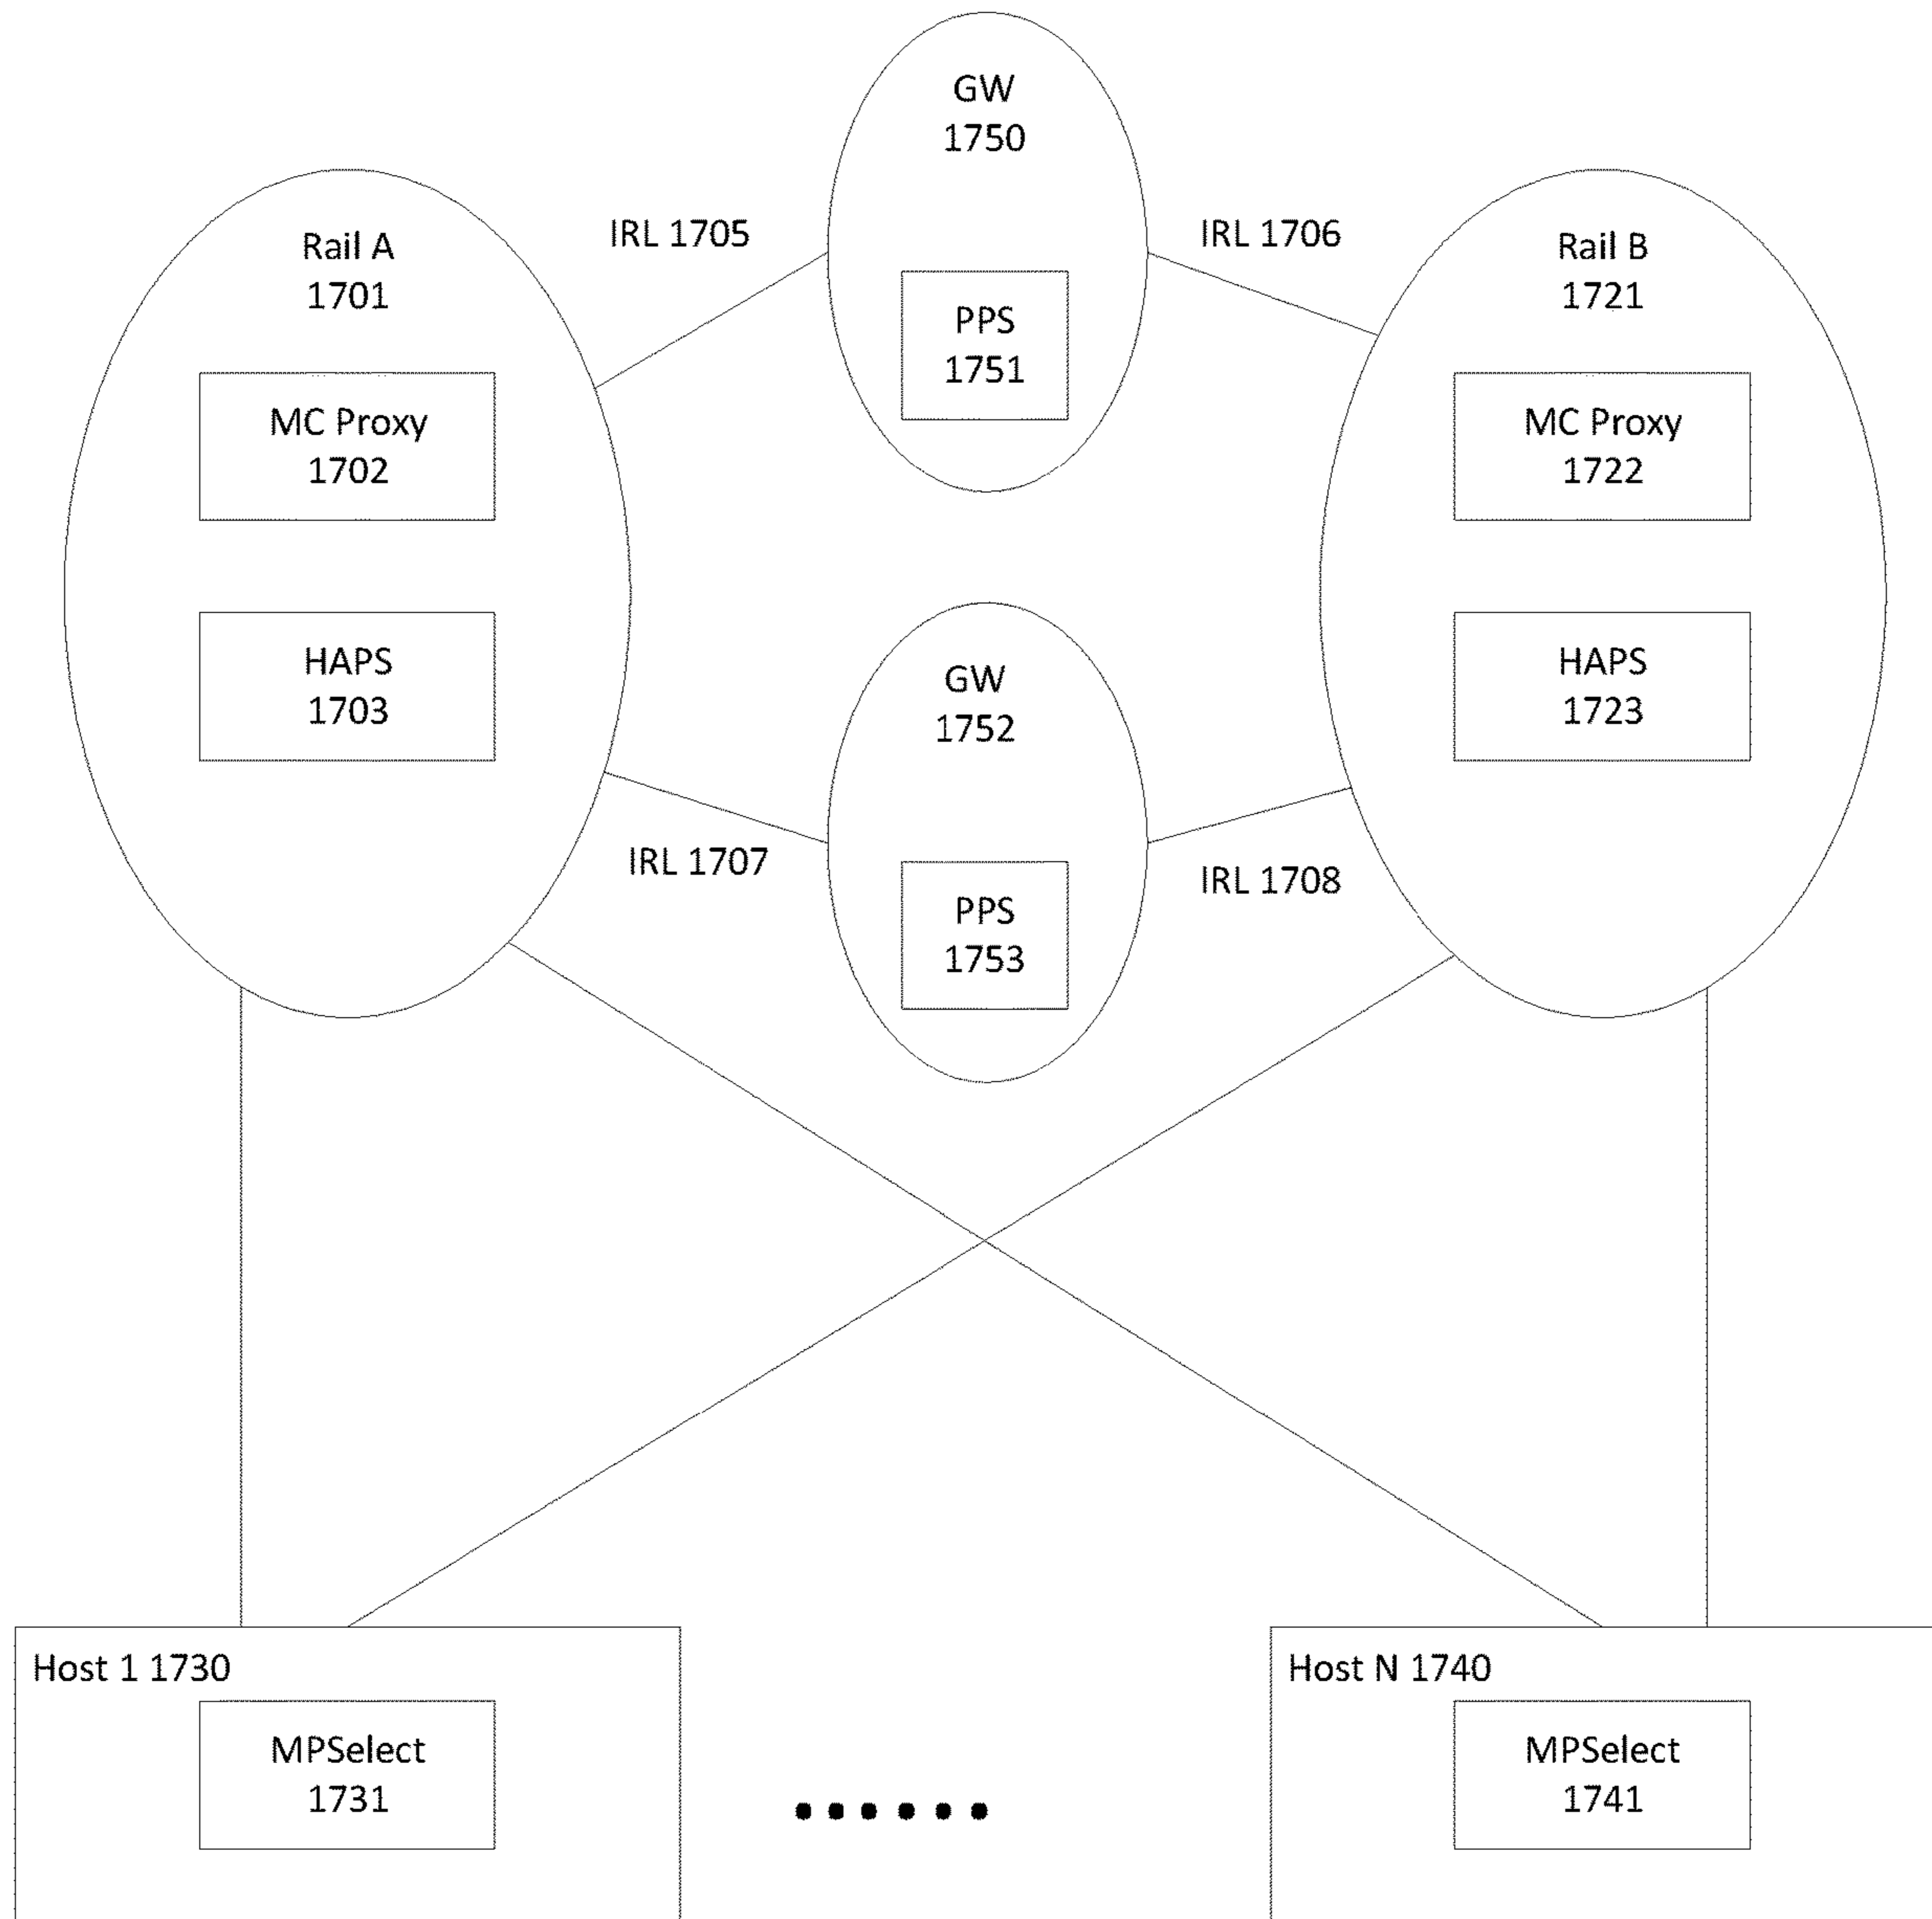 GW
1750
IRL 1705
IRL 1706
Rail A
1701
Rail B
1721
PPS
1751
MC Proxy
1702
MC Proxy
1722
HAPS
1703
GW
1752
HAPS
1723
IRL 1707
IRL 1708
PPS
1753
Host 1 1730
MPSelect
1731
Host N 1740
MPSelect
1741